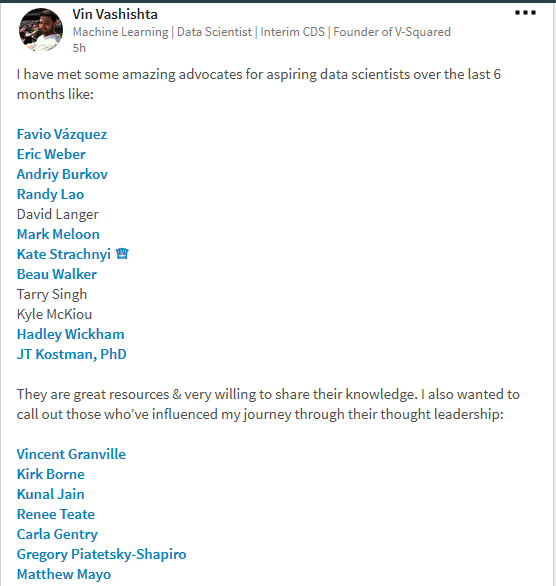 Vin Vashishta
Machine Learning | Data Scientist | Interim CDS | Founder of V-Squared
5h
I have met some amazing advocates for aspiring data scientists over the last 6
months like:
Favio Vázquez
Eric Weber
Andriy Burkov
Randy Lao
David Langer
Mark Meloon
Kate Strachnyi ♕
Beau Walker
Tarry Singh
Kyle McKiou
Hadley Wickham
JT Kostman, PhD
They are great resources & very willing to share their knowledge. I also wanted to
call out those who’ve influenced my journey through their thought leadership:
Vincent Granville
Kirk Borne
Kunal Jain
Renee Teate
Carla Gentry
Gregory Piatetsky-Shapiro
Matthew Mayo